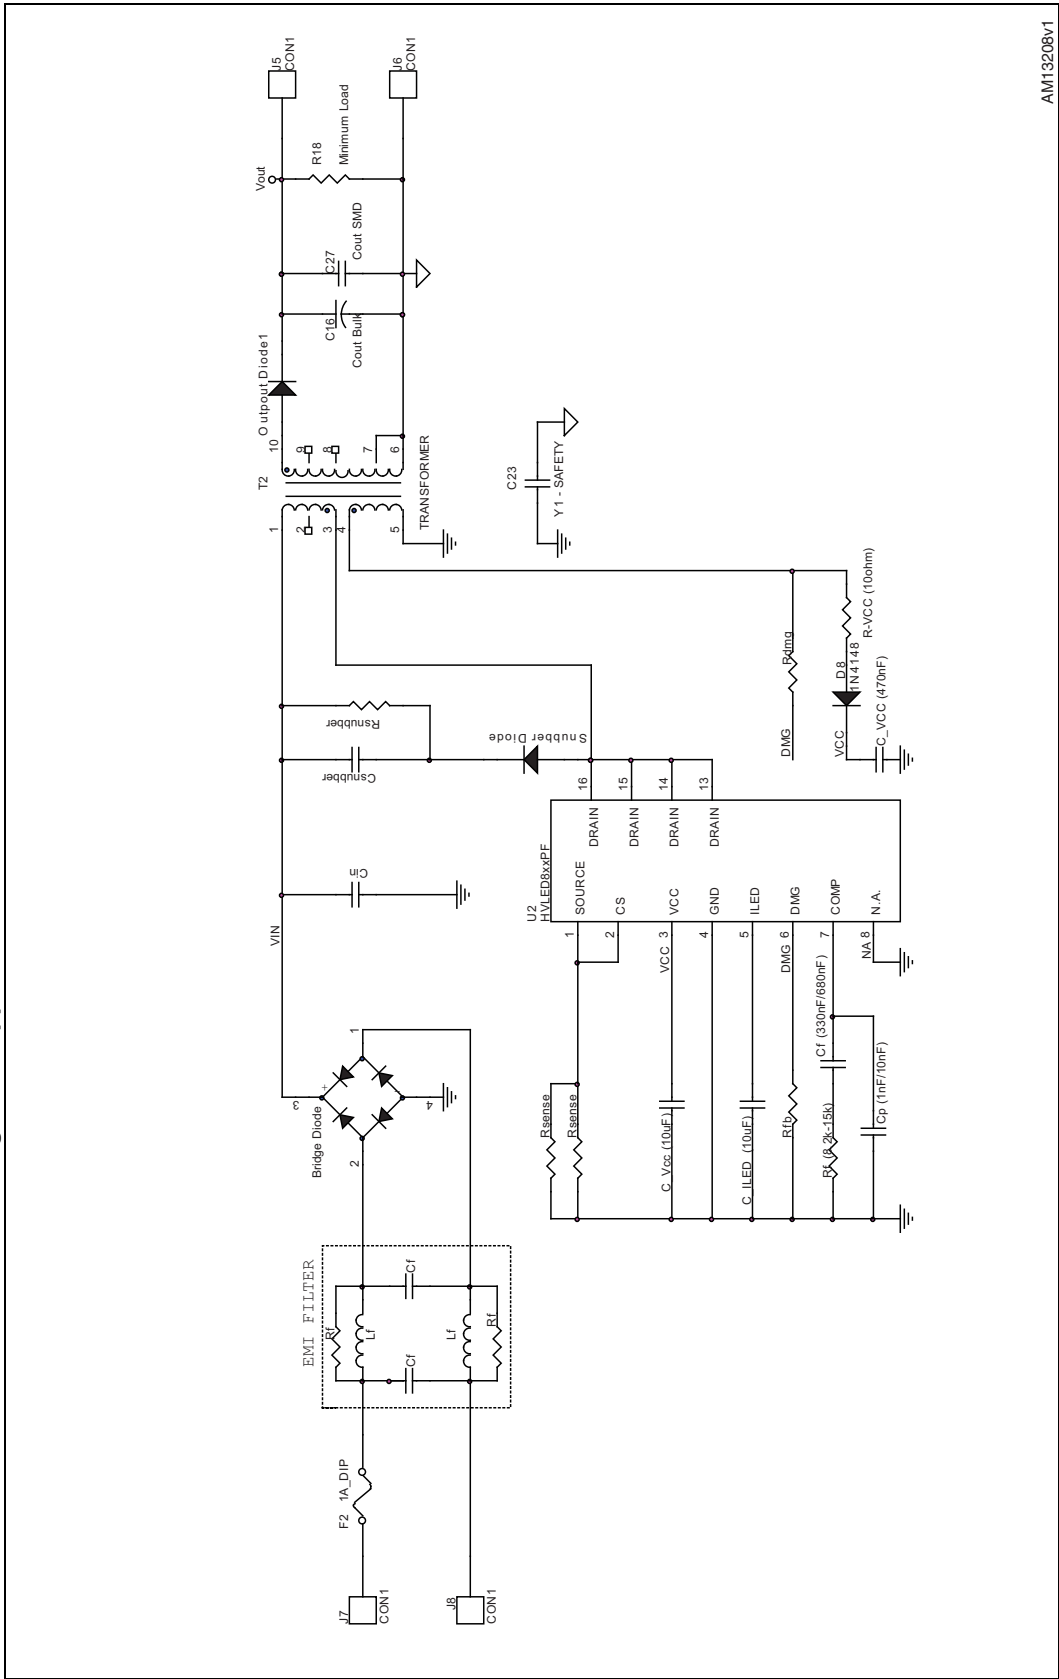 AM13208v1
J7
CON1
J8
CON1
F2 1A_DIP
EMI FILTER
Rf
Lf
Cf
Cf
Lf
Rf
Bridge Diode
2
3
+
1
4
VIN
Cin
Csnubber
Rsnubber
Snubber Diode
T2
TRANSFORMER
1
2
3
4
5
10
9
8
7
6
Outpout Diode1
C16
Cout Bulk
C27
Cout SMD
Vout
R18
Minimum Load
J5
CON1
J6
CON1
C23
Y1 - SAFETY
Rsense
Rsense
C_Vcc (10uF)
C_ILED (10uF)
Rfb
Rf (8.2k-15k)
Cf (330nF/680nF)
Cp (1nF/10nF)
U2
HVLED8xxPF
1 SOURCE
2 CS
VCC 3 VCC
4 GND
5 ILED
DMG 6 DMG
7 COMP
NA 8 N.A.
DRAIN 16
DRAIN 15
DRAIN 14
DRAIN 13
DMG
Rdmg
VCC
D8
1N4148
R-VCC (10ohm)
C_VCC (470nF)